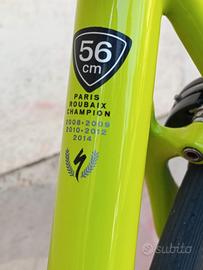 56
cm
PARIS
ROUBAIX
CHAMPION
2008•2009
2010•2012
2014
subito